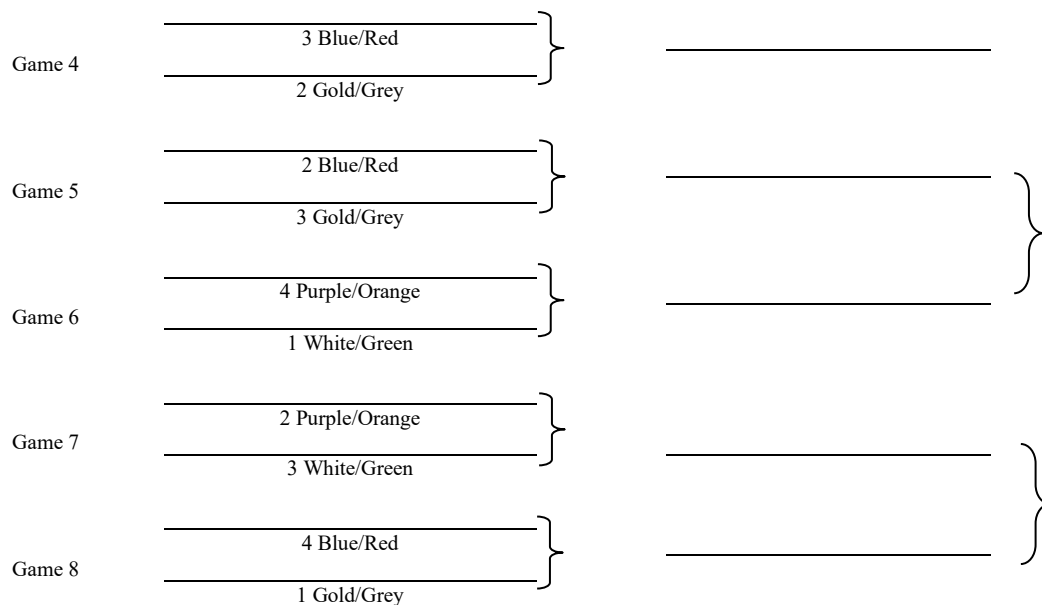 3 Blue/Red
Game 4
2 Gold/Grey
2 Blue/Red
Game 5
3 Gold/Grey
4 Purple/Orange
Game 6
1 White/Green
2 Purple/Orange
Game 7
3 White/Green
4 Blue/Red
Game 8
1 Gold/Grey